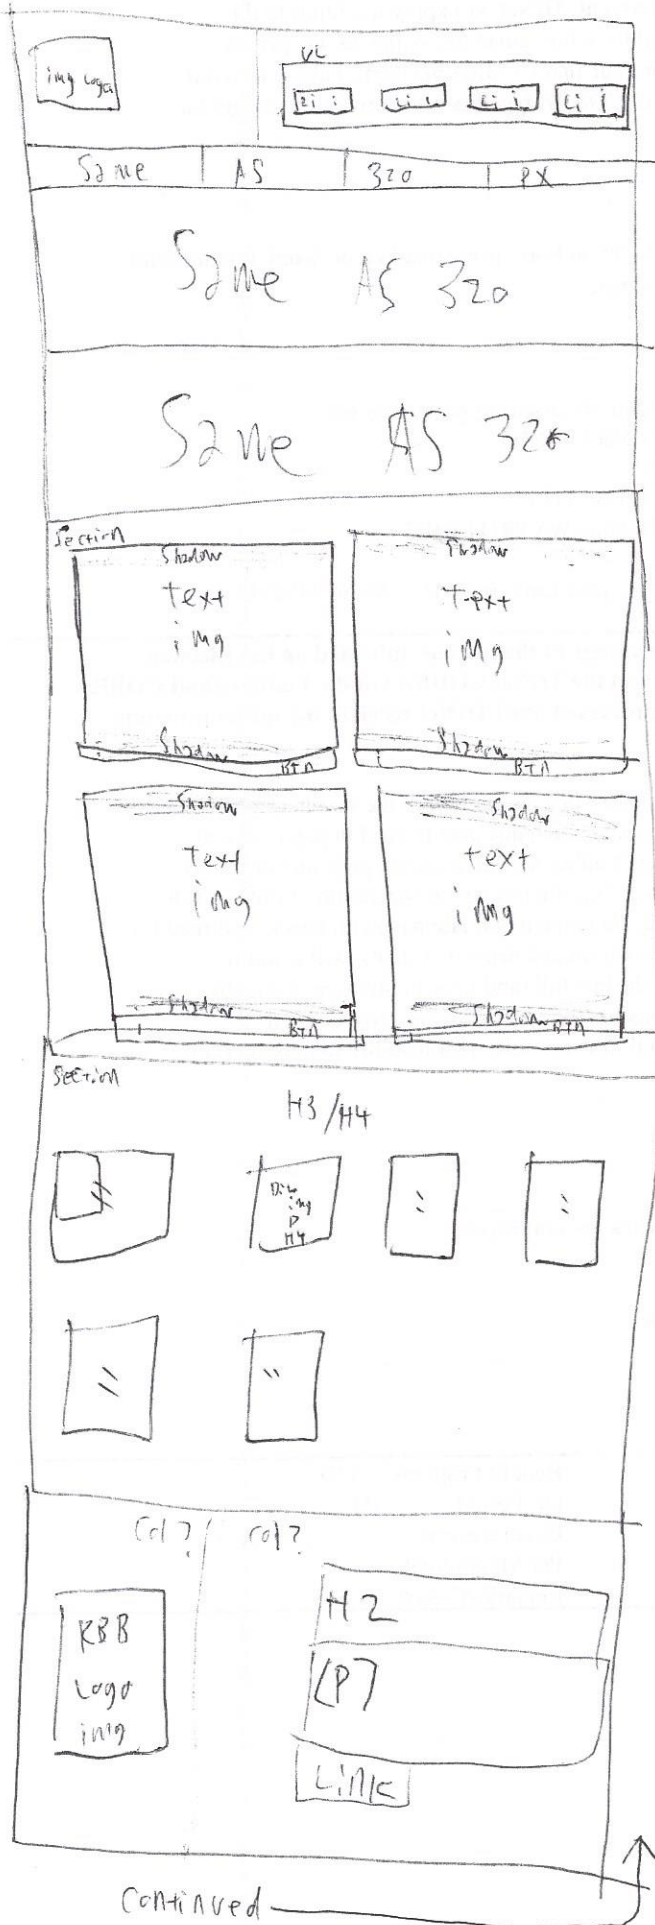 img Logo
UL
Li i Li i Li i Li i
Same AS 320 PX
Same AS 320
Same AS 320
Section
Shadow Shadow
text text
img img
Shadow Shadow
BTN BTN
Shadow Shadow
text text
img img
Shadow Shadow
BTN BTN
Section
H3/H4
Div
img
P
H4
Col? Col?
KBB
Logo
img
H2
(P)
Link
Continued